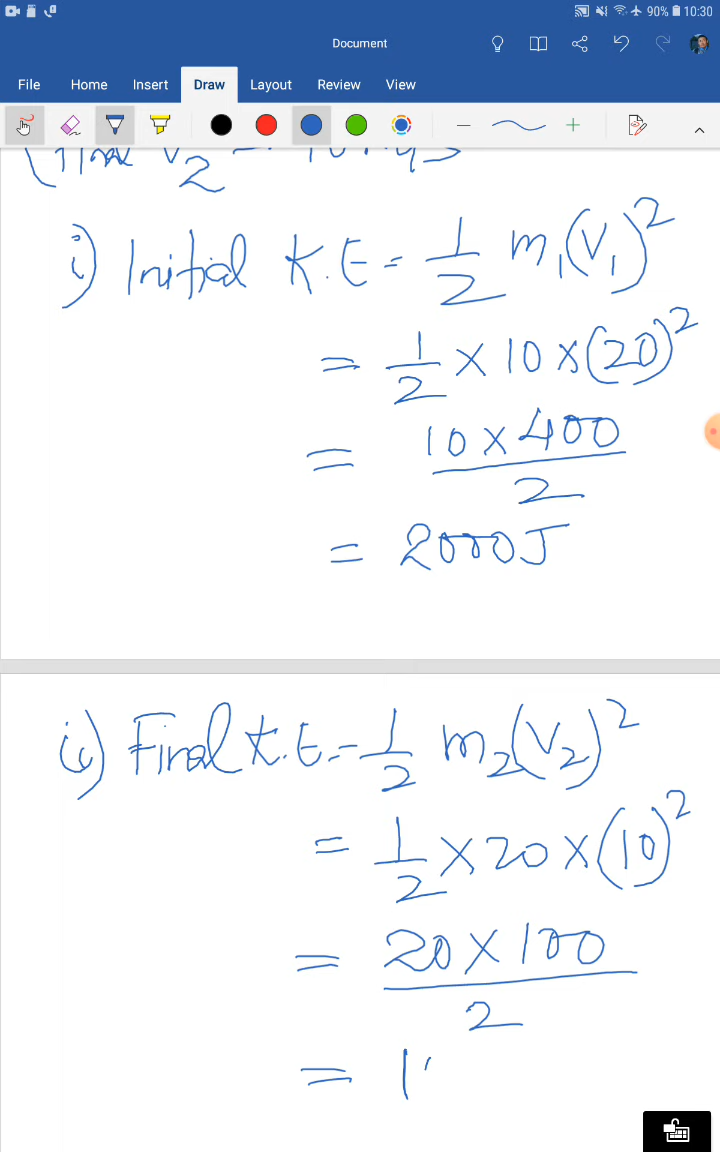 90% 10:30
Document
File Home Insert Draw Layout Review View
i) Initial K.E = 1/2 m₁(V₁)²
= 1/2 × 10 × (20)²
= 10 × 400 / 2
= 2000 J
ii) Final K.E. = 1/2 m₂(V₂)²
= 1/2 × 20 × (10)²
= 20 × 100 / 2
= 1